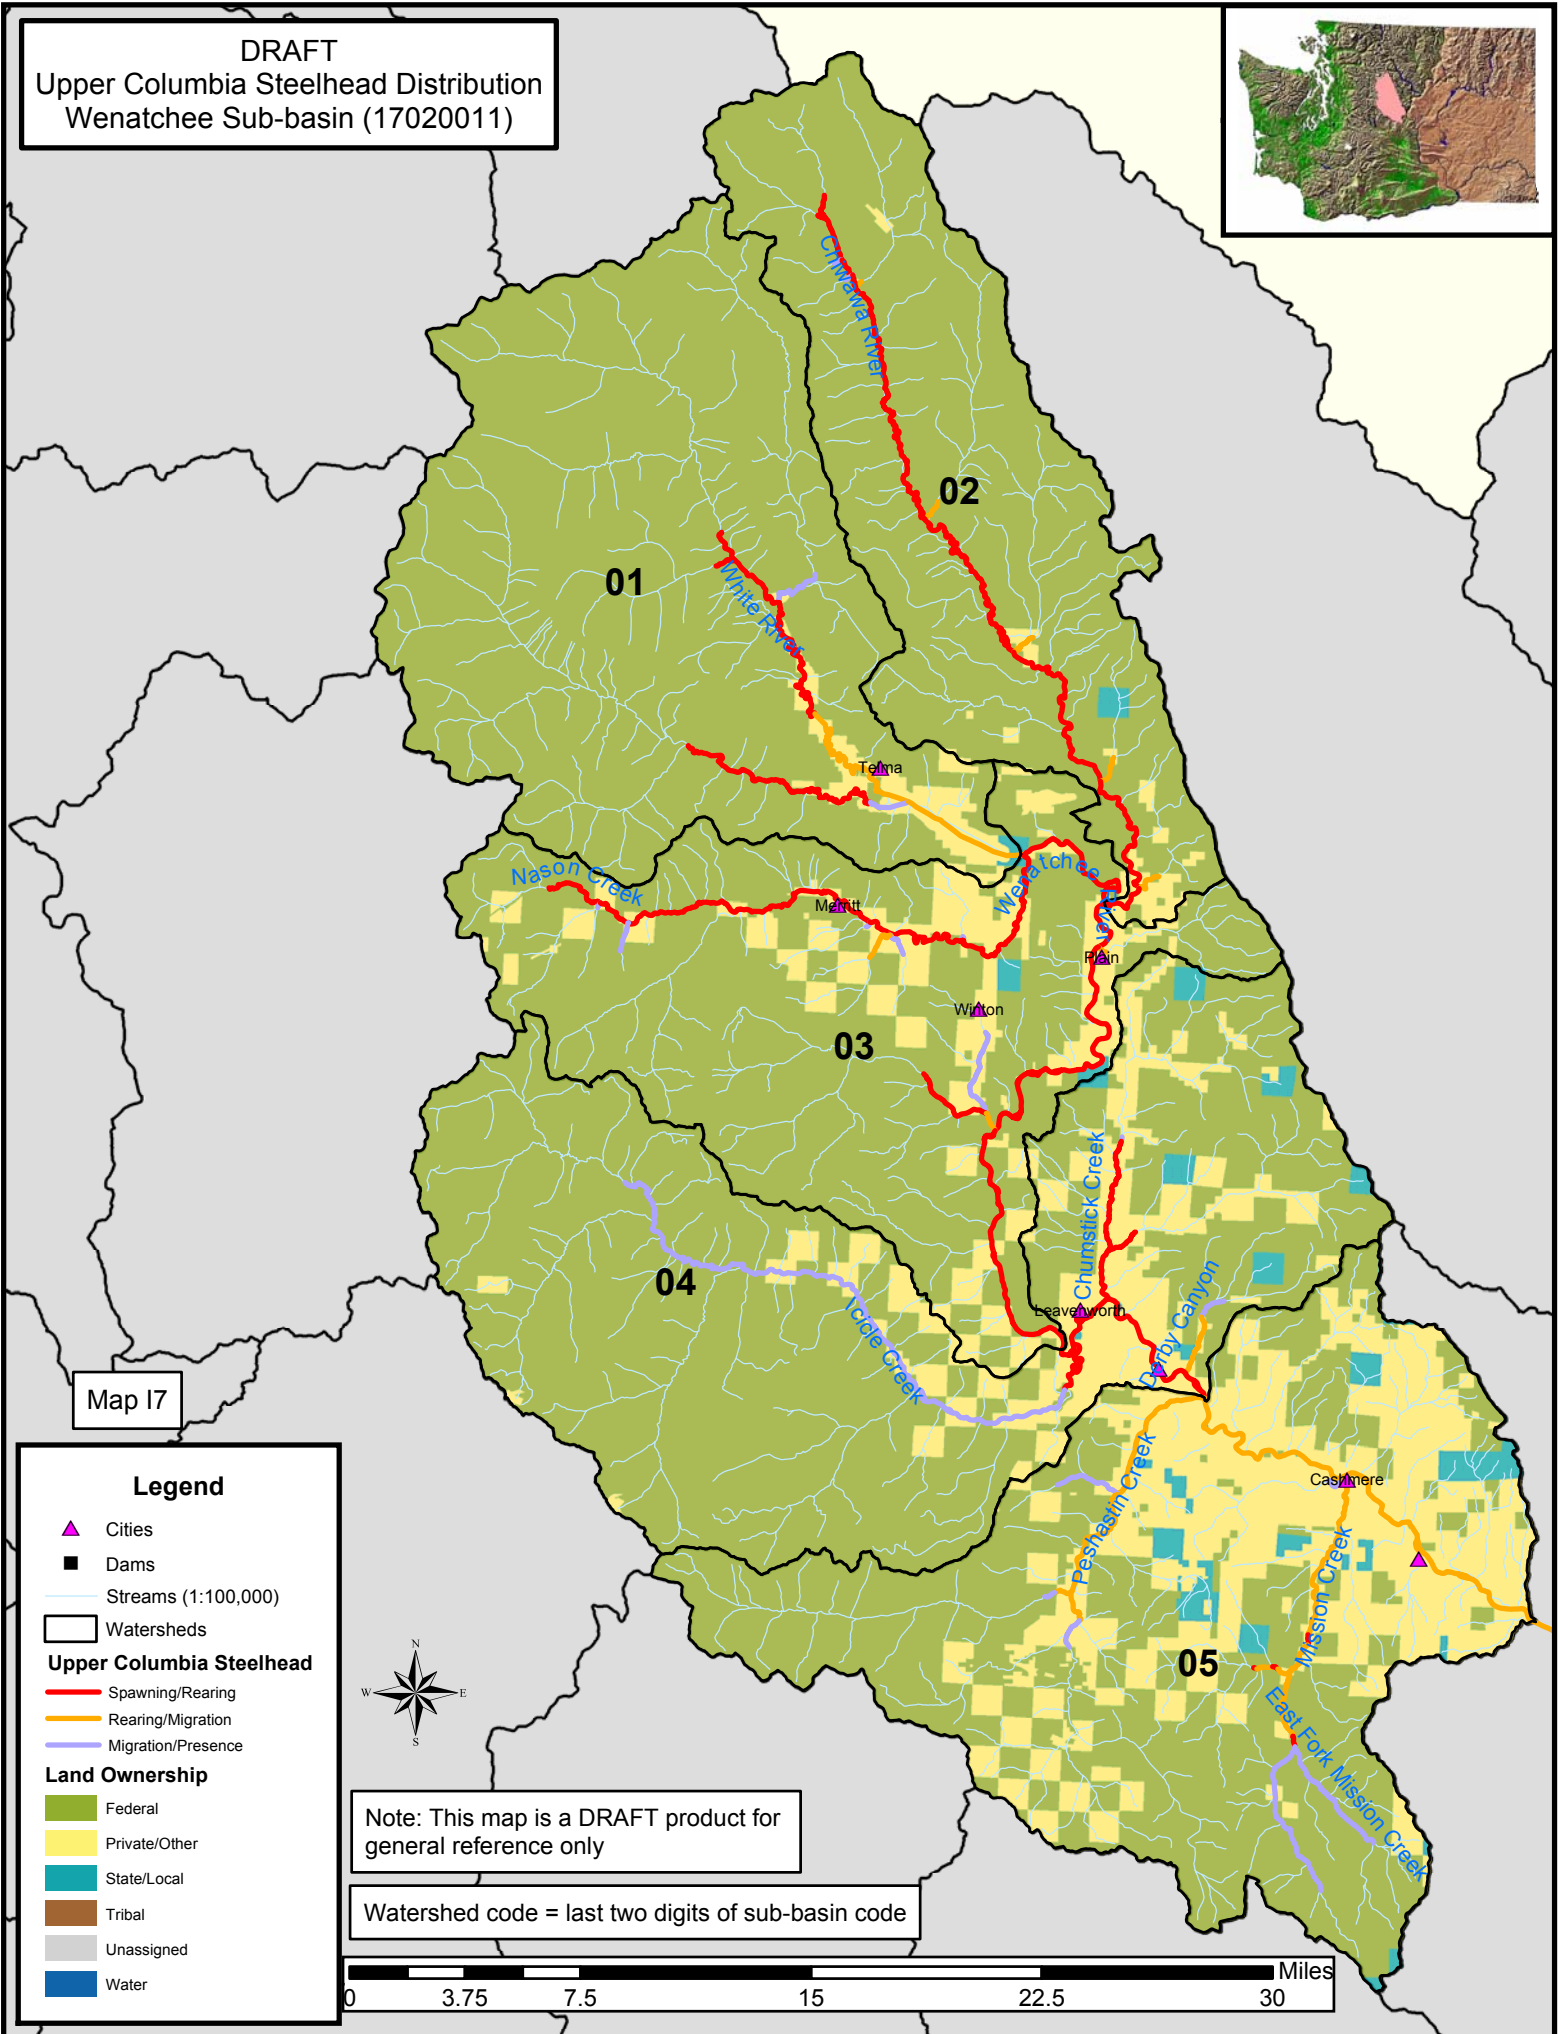 DRAFT
Upper Columbia Steelhead Distribution
Wenatchee Sub-basin (17020011)
Chiwawa River
02
01
White River
Telma
Nason Creek
Merritt
Wenatchee River
Plain
Winton
03
Chumstick Creek
04
Icicle Creek
Leavenworth
Derby Canyon
Map I7
Peshastin Creek
Cashmere
Mission Creek
05
East Fork Mission Creek
Legend
Cities
Dams
Streams (1:100,000)
Watersheds
Upper Columbia Steelhead
Spawning/Rearing
Rearing/Migration
Migration/Presence
Land Ownership
Federal
Private/Other
State/Local
Tribal
Unassigned
Water
N
W E
S
Note: This map is a DRAFT product for
general reference only
Watershed code = last two digits of sub-basin code
Miles
0 3.75 7.5 15 22.5 30